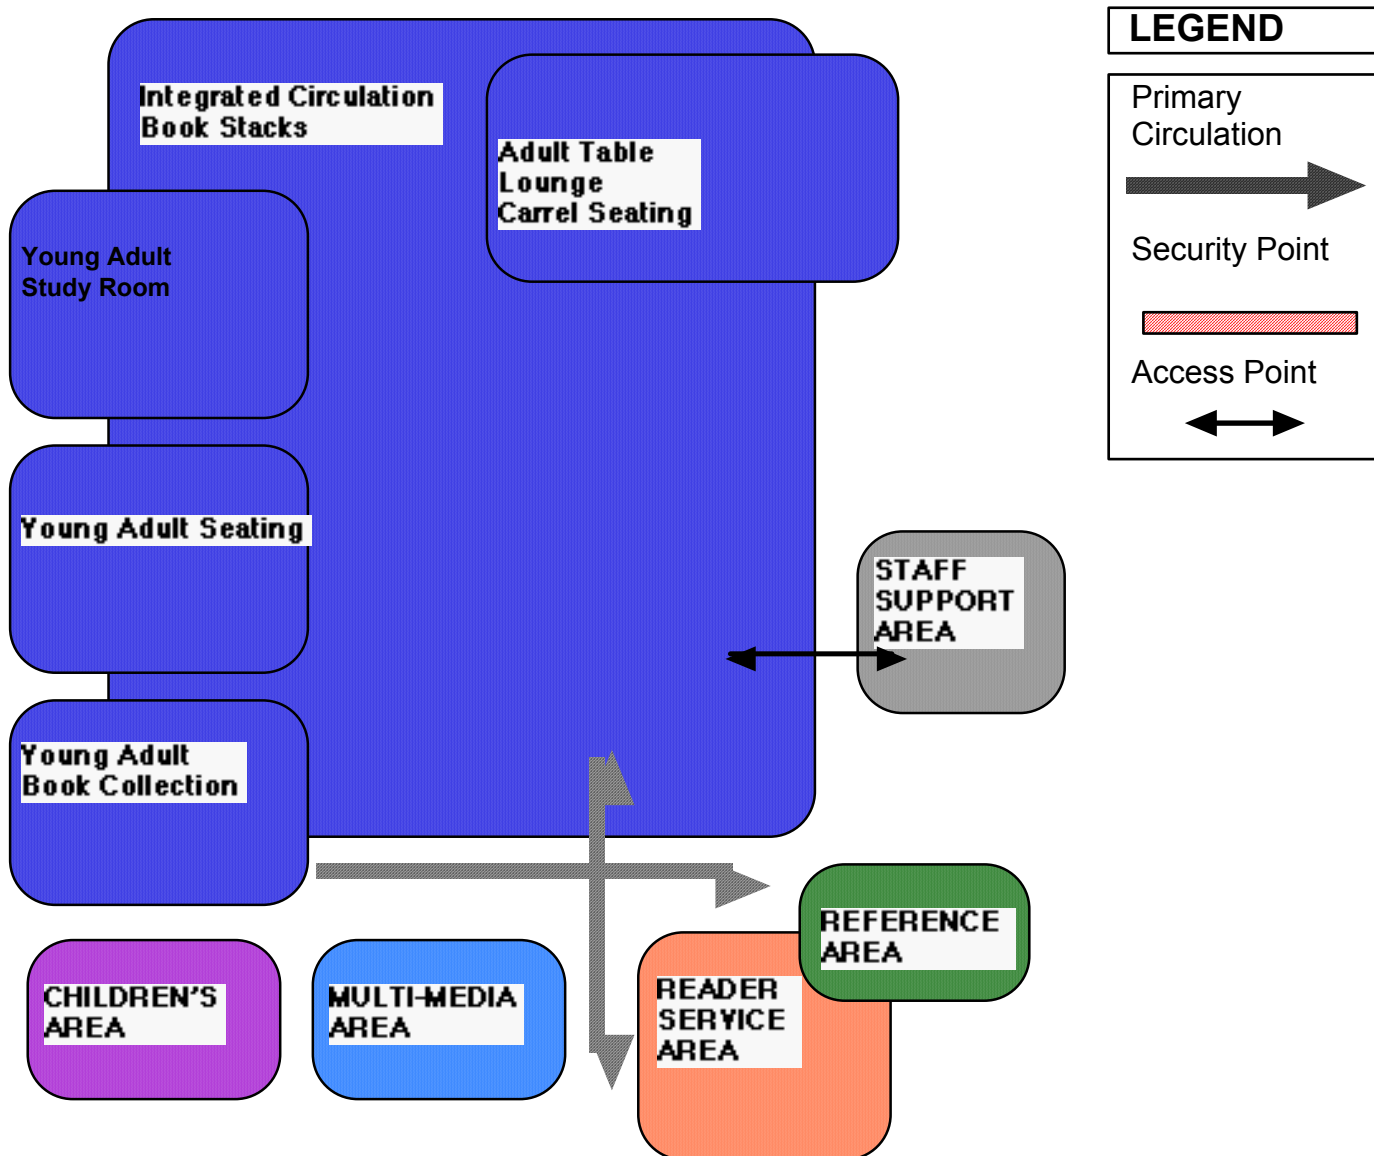 LEGEND
Primary
Circulation
Security Point
Access Point
Integrated Circulation
Book Stacks
Adult Table
Lounge
Carrel Seating
Young Adult
Study Room
Young Adult Seating
STAFF
SUPPORT
AREA
Young Adult
Book Collection
REFERENCE
AREA
CHILDREN'S
AREA
MULTI-MEDIA
AREA
READER
SERVICE
AREA